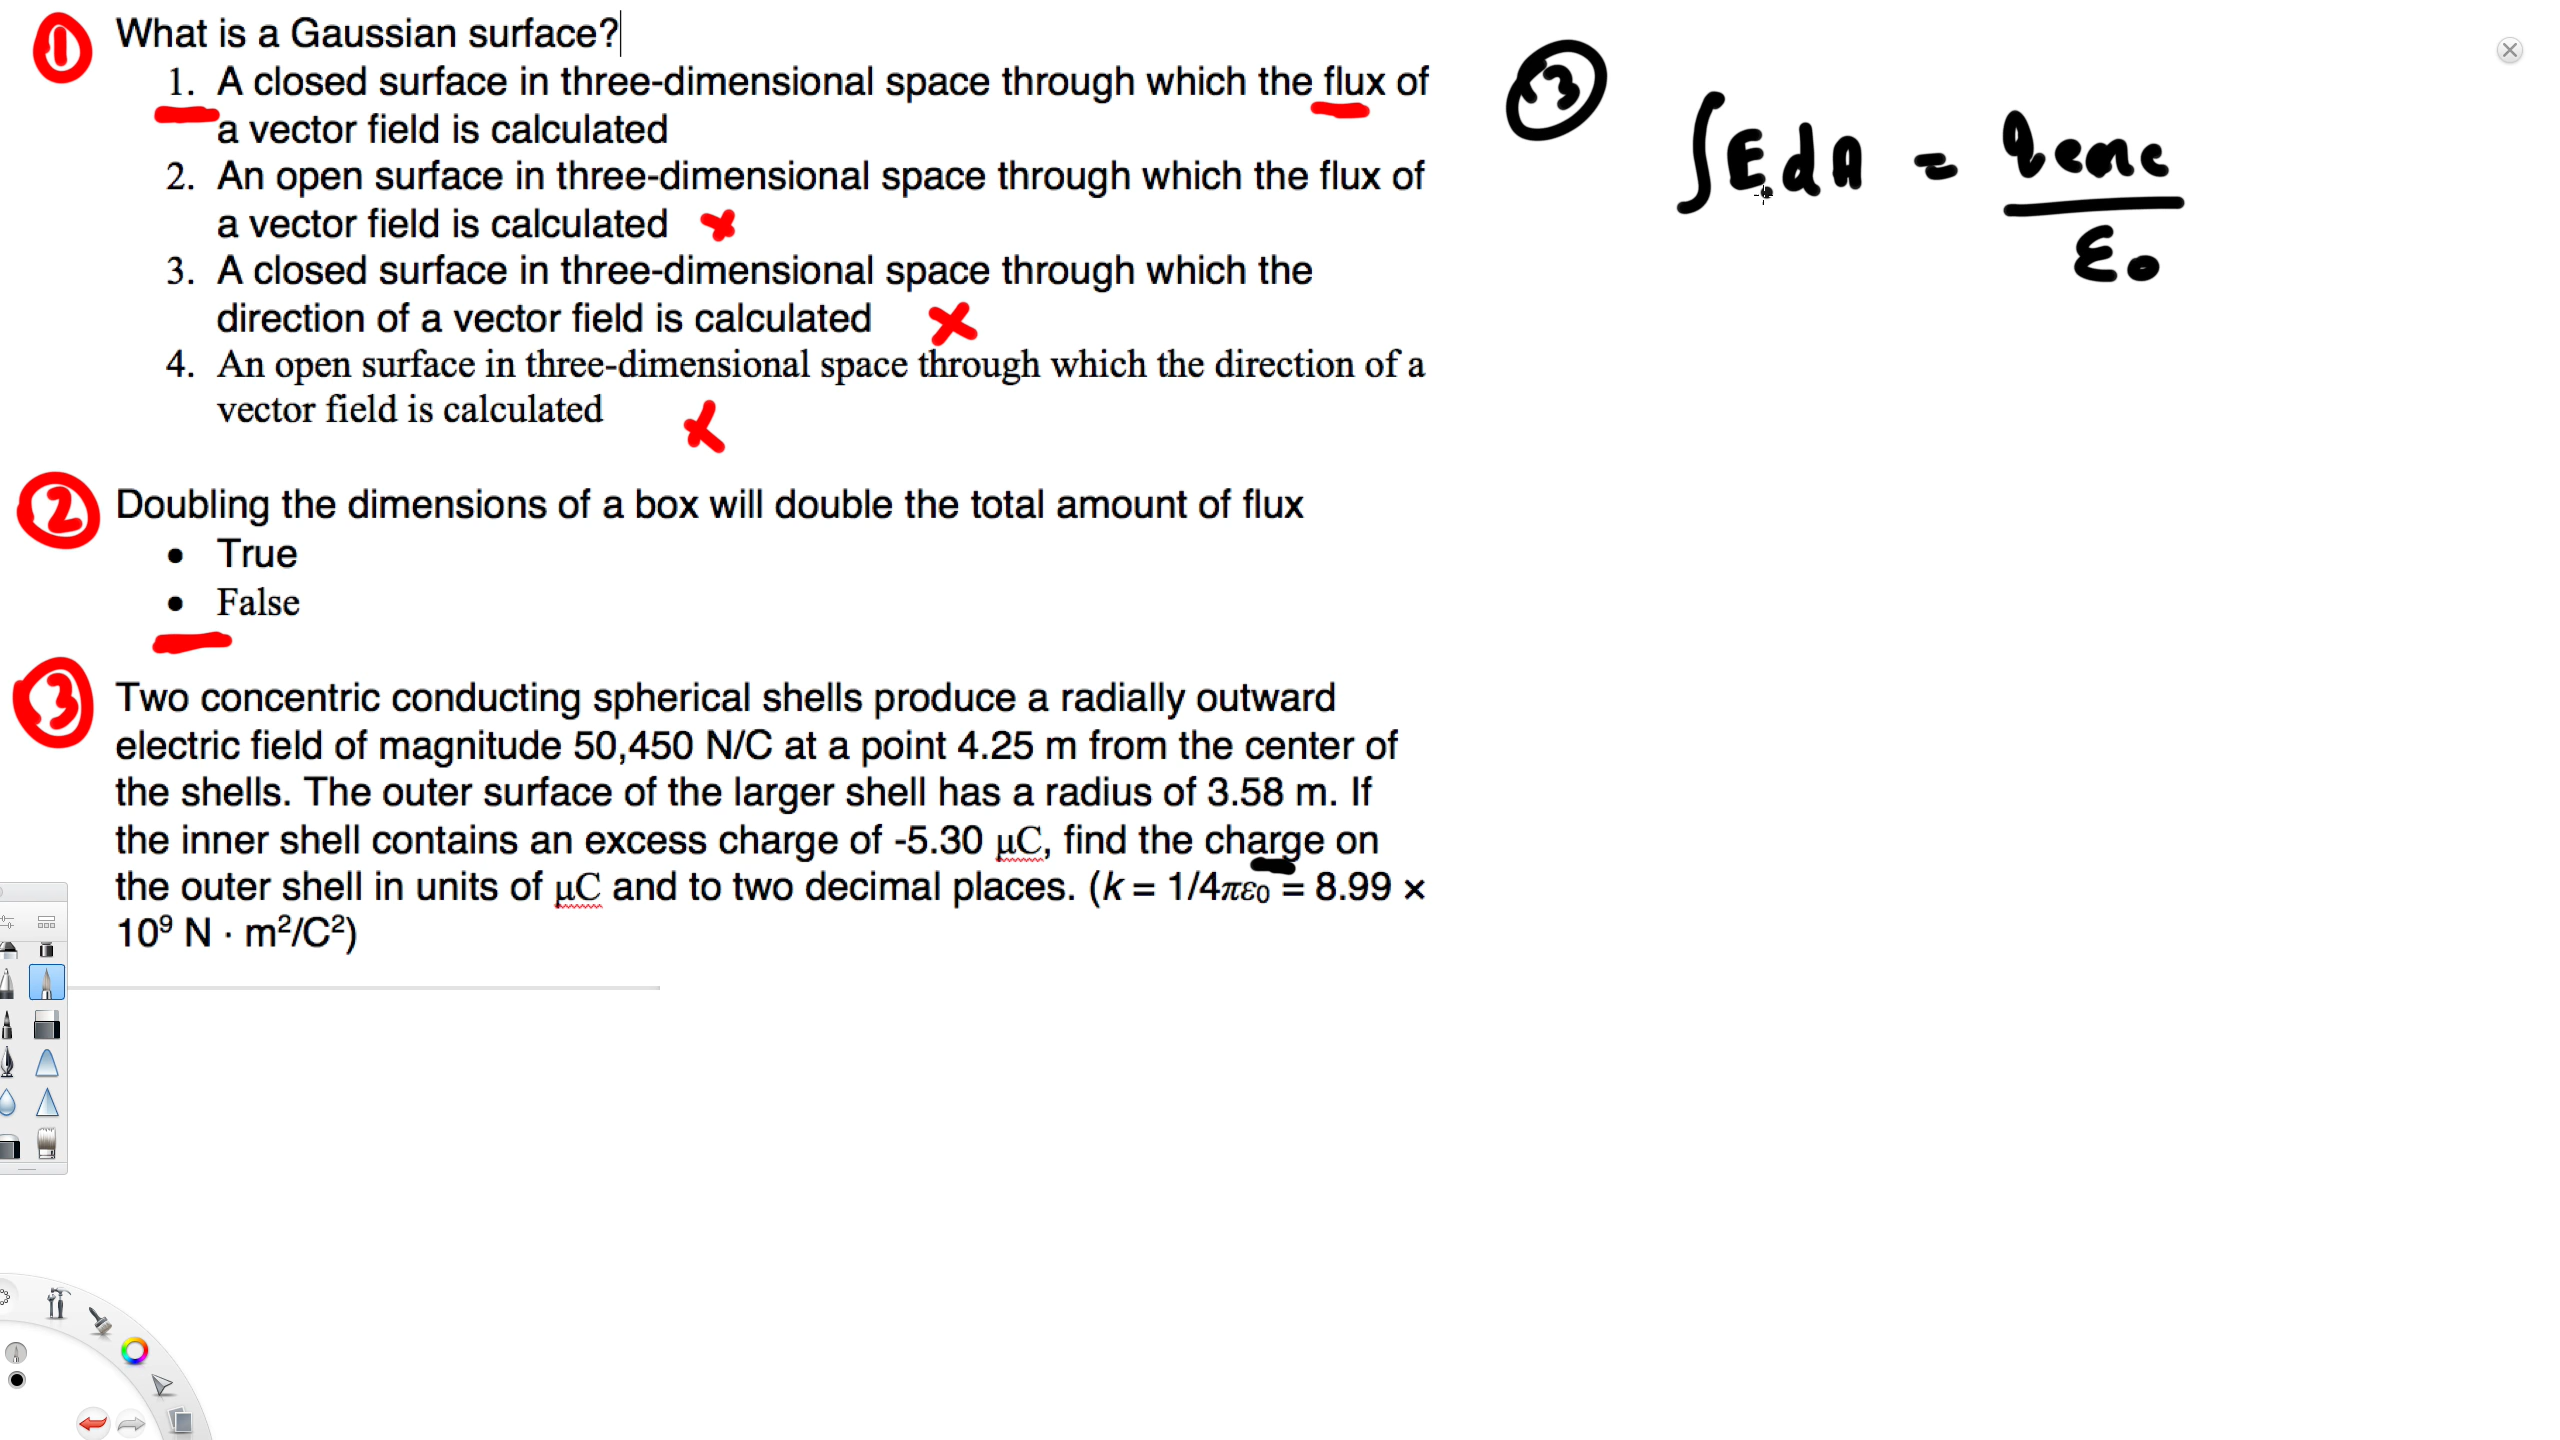 ① What is a Gaussian surface?
1. A closed surface in three-dimensional space through which the flux of
a vector field is calculated
2. An open surface in three-dimensional space through which the flux of
a vector field is calculated
3. A closed surface in three-dimensional space through which the
direction of a vector field is calculated
4. An open surface in three-dimensional space through which the direction of a
vector field is calculated
② Doubling the dimensions of a box will double the total amount of flux
• True
• False
③ Two concentric conducting spherical shells produce a radially outward
electric field of magnitude 50,450 N/C at a point 4.25 m from the center of
the shells. The outer surface of the larger shell has a radius of 3.58 m. If
the inner shell contains an excess charge of -5.30 μC, find the charge on
the outer shell in units of μC and to two decimal places. (k = 1/4πε₀ = 8.99 ×
10⁹ N · m²/C²)
③
∫E dA = qenc
ε₀